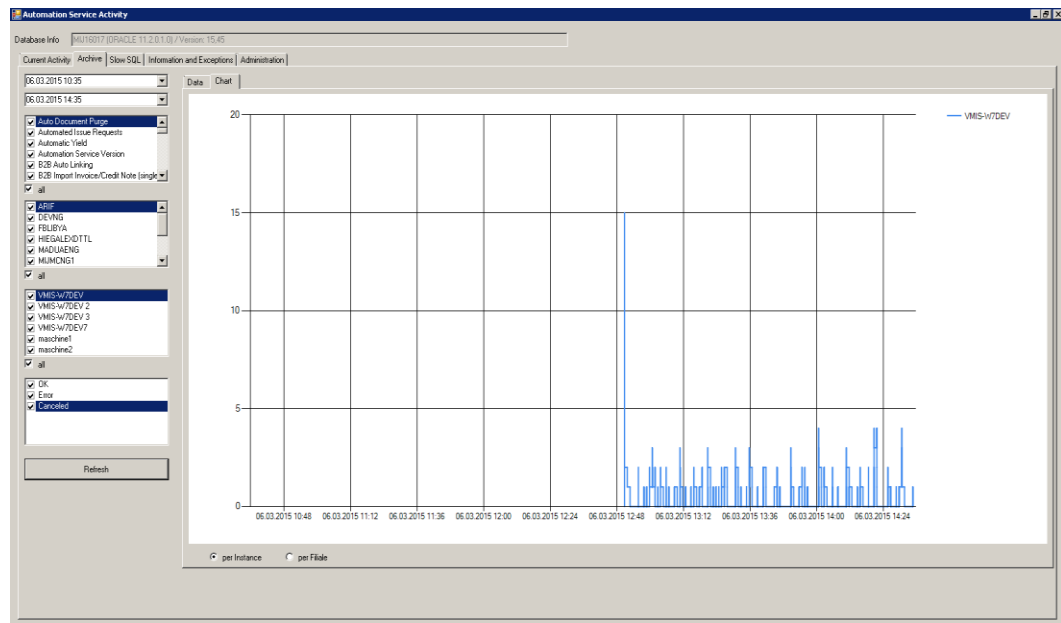 Automation Service Activity
Database Info MIJ16017 (ORACLE 11.2.0.1.0) / Version: 15.45
Current Activity Archive Slow SQL Information and Exceptions Administration
06.03.2015 10:35
06.03.2015 14:35
Auto Document Purge
Automated Issue Requests
Automatic Yield
Automation Service Version
B2B Auto Linking
B2B Import Invoice/Credit Note (single
all
ARIF
DEVNG
FBLIBYA
HIEGALEXDTTL
MADUAENG
MIJMCNG1
all
VMIS-W7DEV
VMIS-W7DEV 2
VMIS-W7DEV 3
VMIS-W7DEV7
maschine1
maschine2
all
OK
Error
Canceled
Refresh
Data Chart
20
15
10
5
0
06.03.2015 10:48 06.03.2015 11:12 06.03.2015 11:36 06.03.2015 12:00 06.03.2015 12:24 06.03.2015 12:48 06.03.2015 13:12 06.03.2015 13:36 06.03.2015 14:00 06.03.2015 14:24
VMIS-W7DEV
per Instance per Filiale